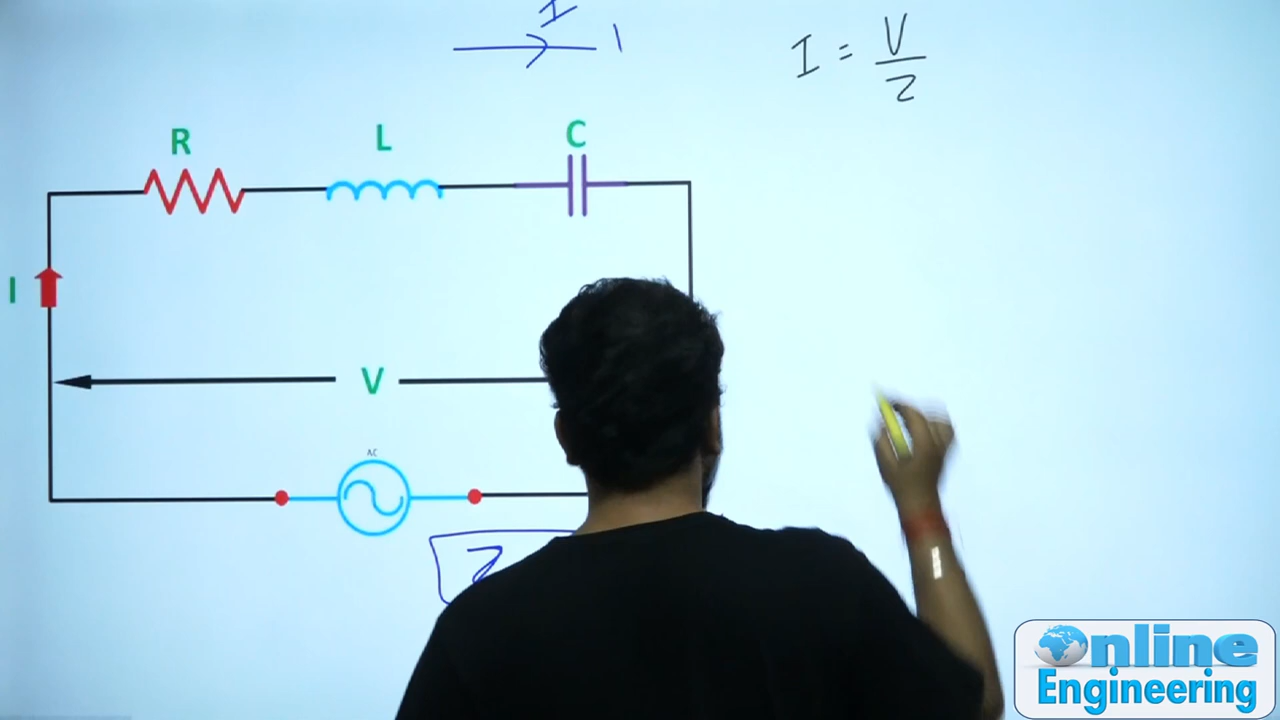 I
I = V/Z
R L C
I
V
AC
Z
Online
Engineering